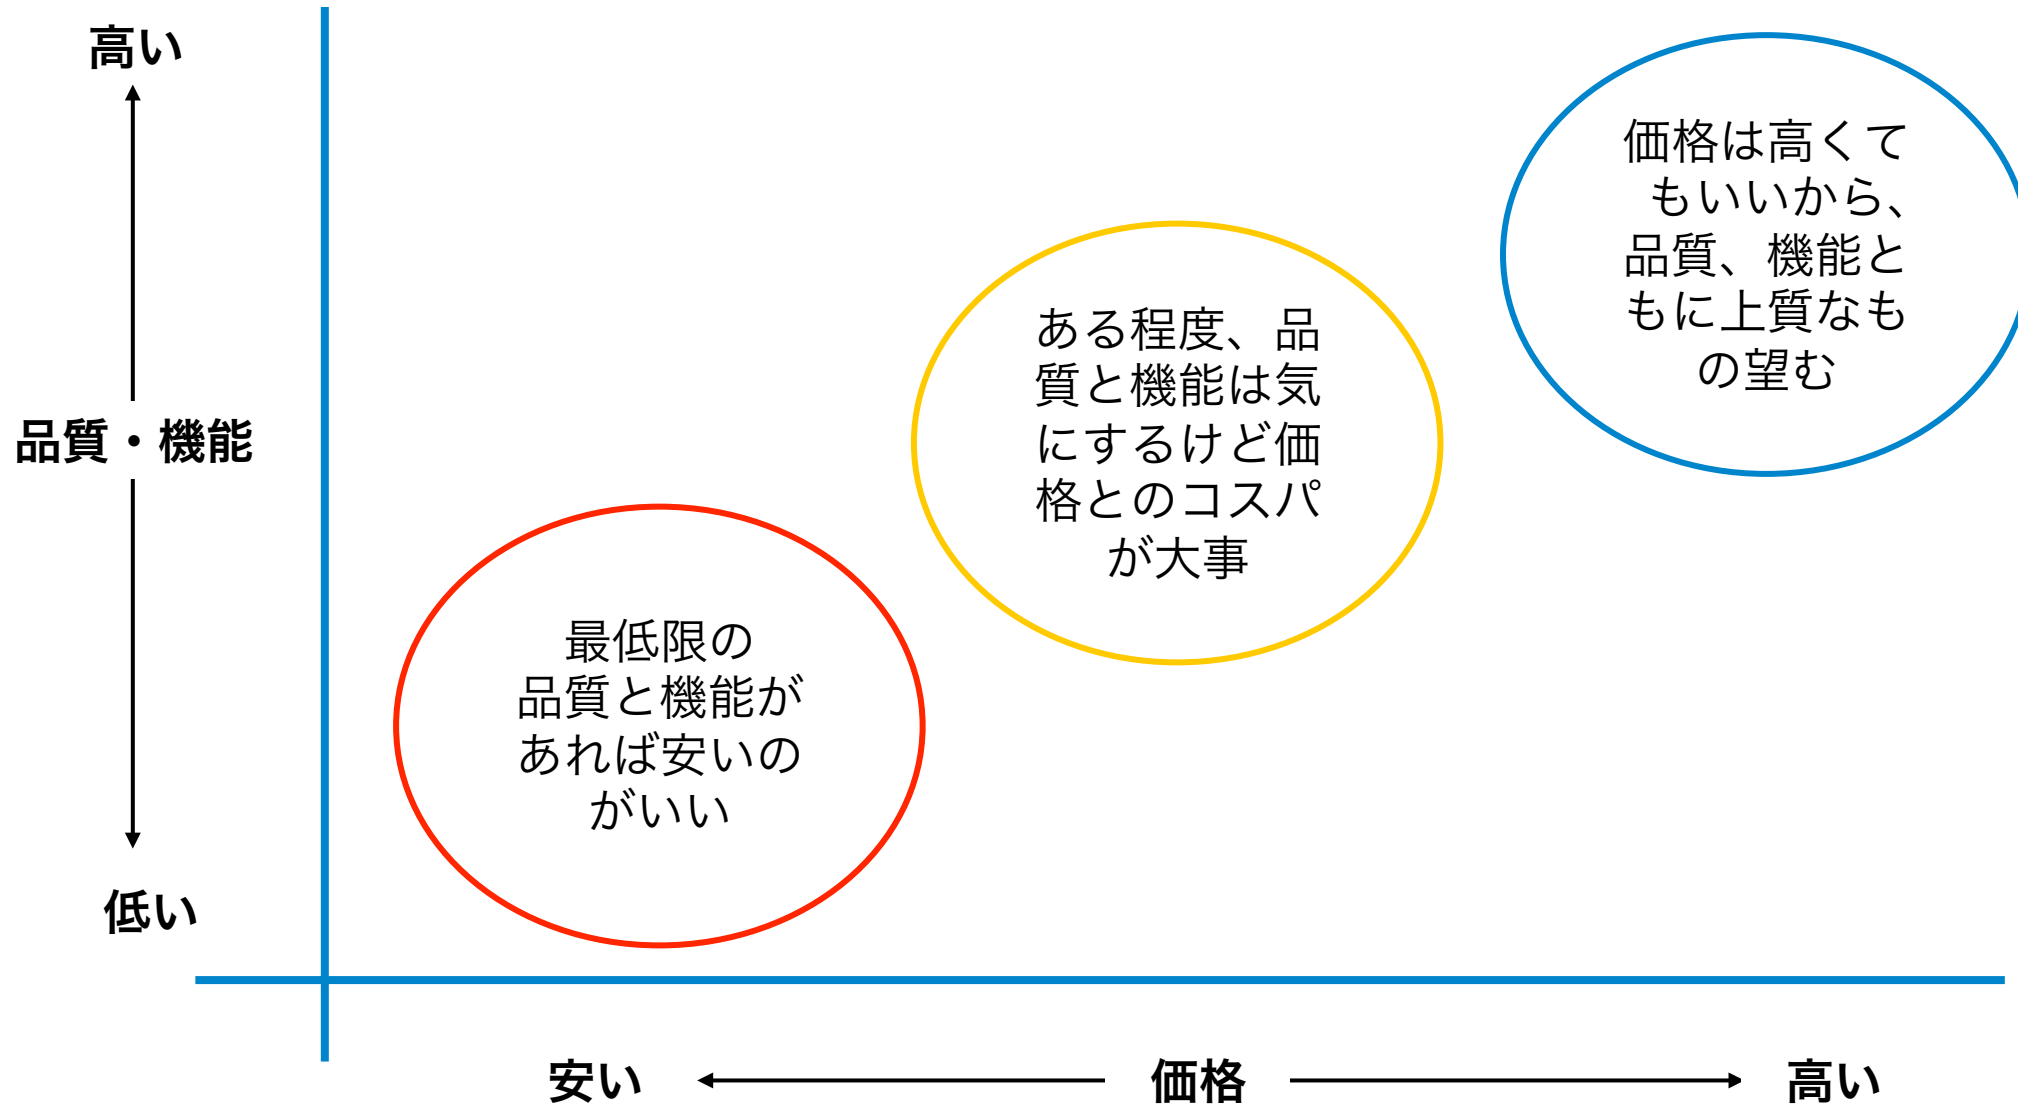 高い
品質・機能
低い
価格は高くて
もいいから、
品質、機能と
もに上質なも
の望む
ある程度、品
質と機能は気
にするけど価
格とのコスパ
が大事
最低限の
品質と機能が
あれば安いの
がいい
安い
価格
高い